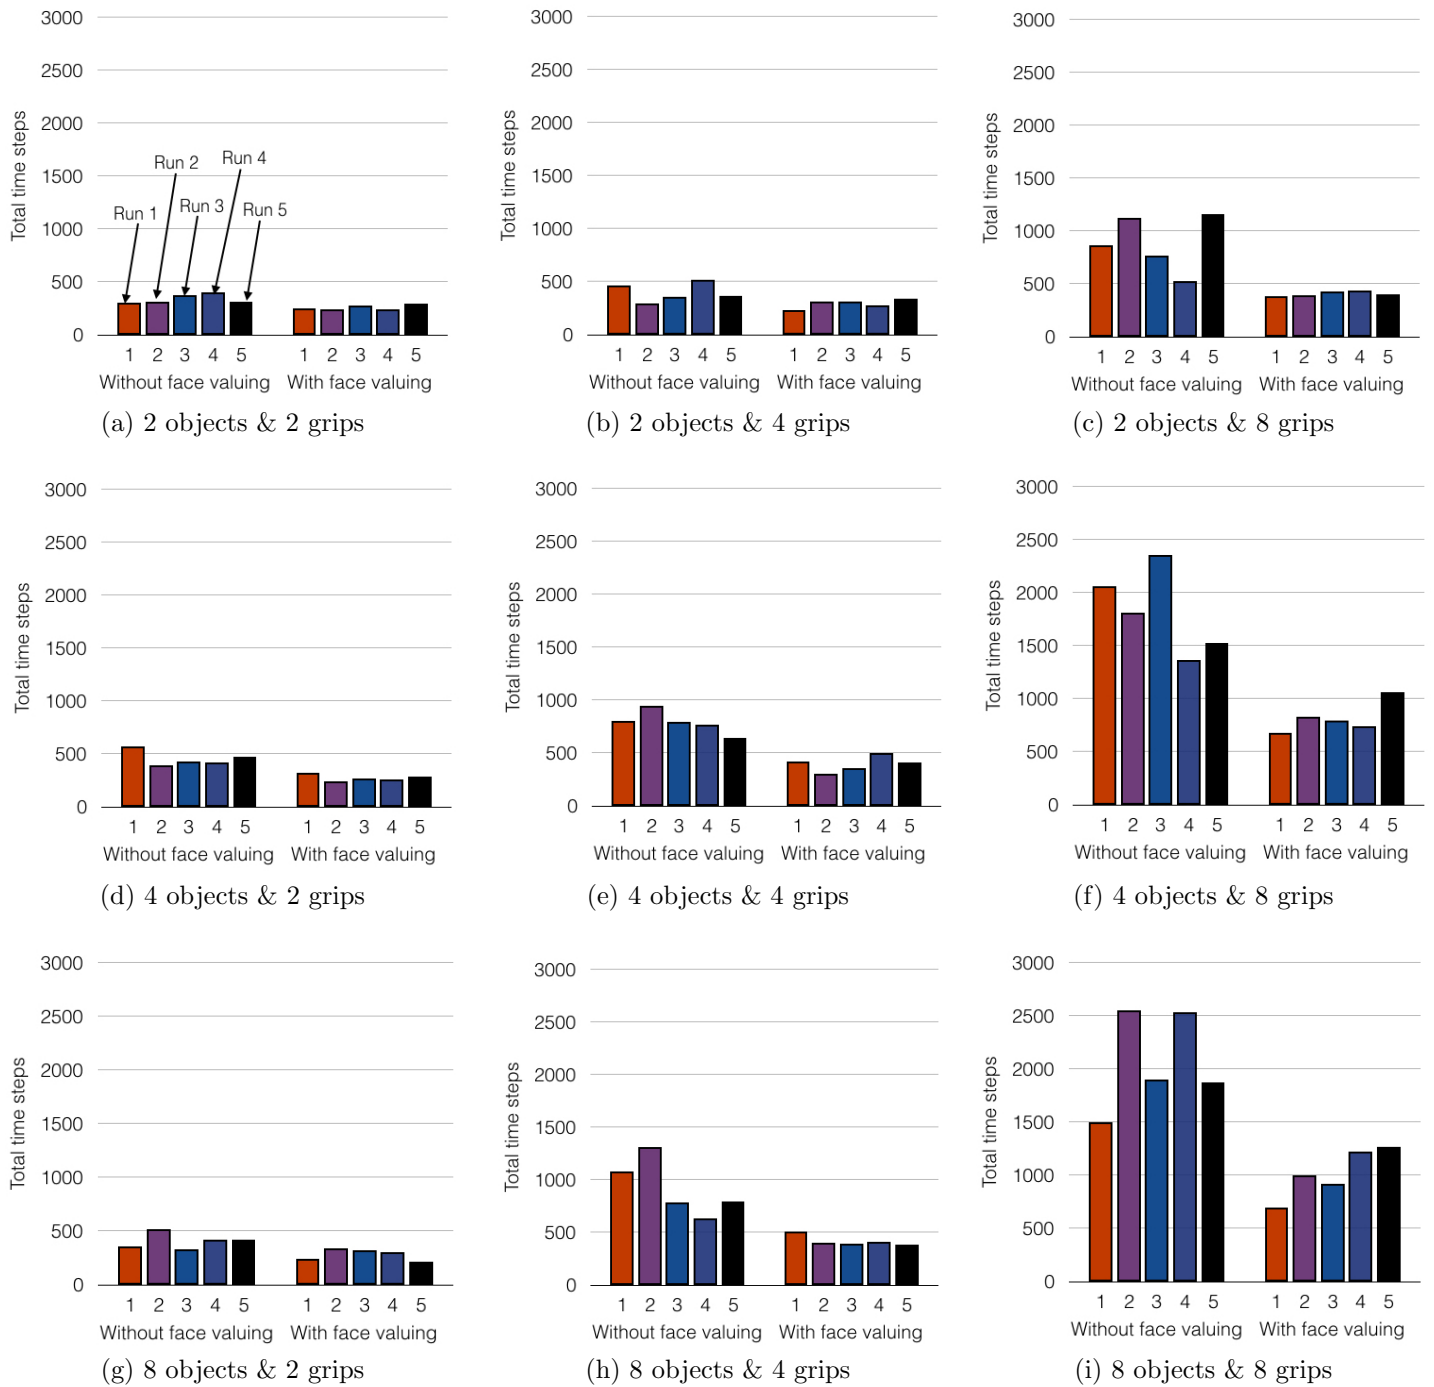 3000
2500
2000
1500
1000
500
0
Total time steps
Run 1
Run 2
Run 3
Run 4
Run 5
1 2 3 4 5 1 2 3 4 5
Without face valuing With face valuing
(a) 2 objects & 2 grips
3000
2500
2000
1500
1000
500
0
Total time steps
1 2 3 4 5 1 2 3 4 5
Without face valuing With face valuing
(b) 2 objects & 4 grips
3000
2500
2000
1500
1000
500
0
Total time steps
1 2 3 4 5 1 2 3 4 5
Without face valuing With face valuing
(c) 2 objects & 8 grips
3000
2500
2000
1500
1000
500
0
Total time steps
1 2 3 4 5 1 2 3 4 5
Without face valuing With face valuing
(d) 4 objects & 2 grips
3000
2500
2000
1500
1000
500
0
Total time steps
1 2 3 4 5 1 2 3 4 5
Without face valuing With face valuing
(e) 4 objects & 4 grips
3000
2500
2000
1500
1000
500
0
Total time steps
1 2 3 4 5 1 2 3 4 5
Without face valuing With face valuing
(f) 4 objects & 8 grips
3000
2500
2000
1500
1000
500
0
Total time steps
1 2 3 4 5 1 2 3 4 5
Without face valuing With face valuing
(g) 8 objects & 2 grips
3000
2500
2000
1500
1000
500
0
Total time steps
1 2 3 4 5 1 2 3 4 5
Without face valuing With face valuing
(h) 8 objects & 4 grips
3000
2500
2000
1500
1000
500
0
Total time steps
1 2 3 4 5 1 2 3 4 5
Without face valuing With face valuing
(i) 8 objects & 8 grips